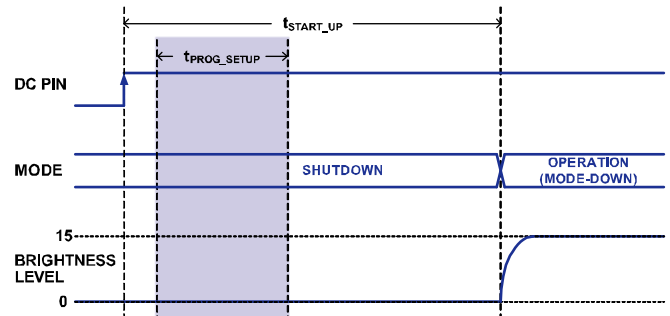 tSTART_UP
tPROG_SETUP
DC PIN
MODE
SHUTDOWN
OPERATION
(MODE-DOWN)
15
BRIGHTNESS
LEVEL
0